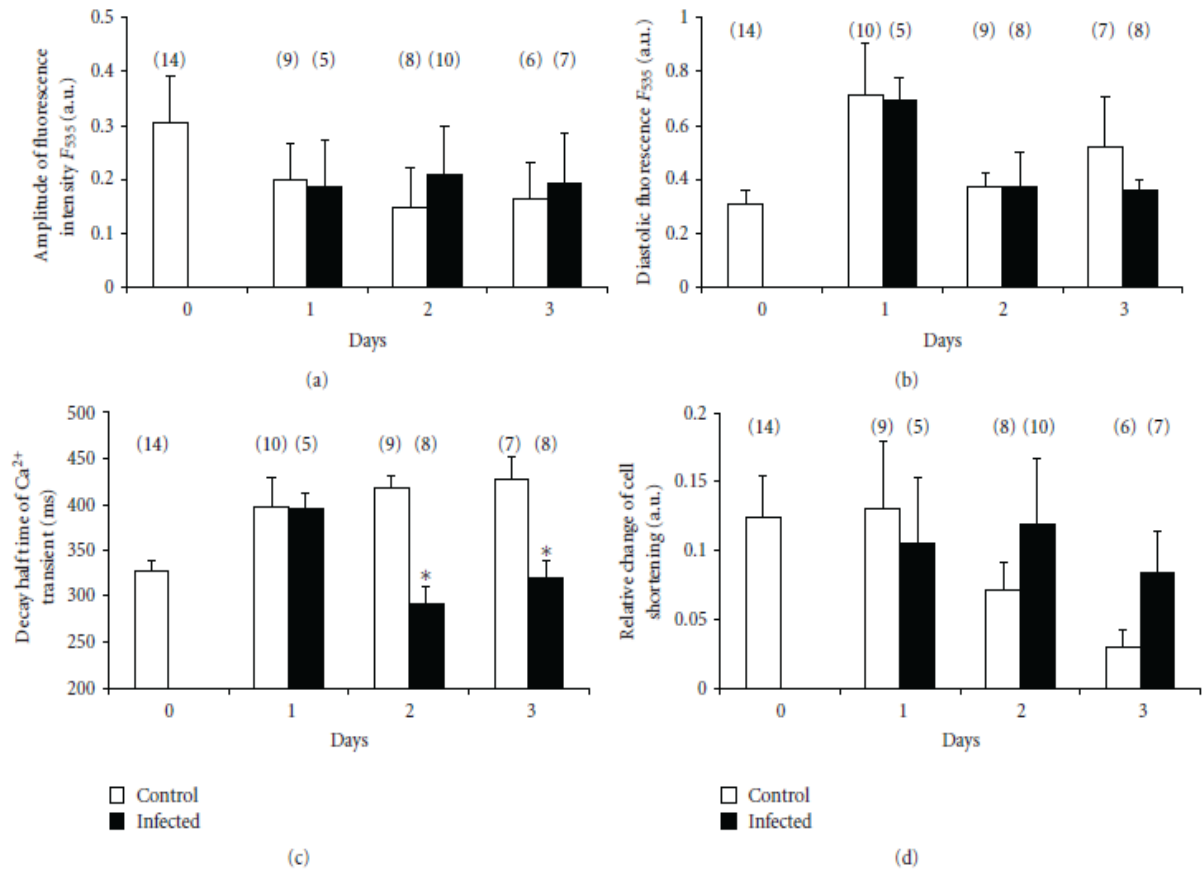 Amplitude of fluorescence
intensity F535 (a.u.)
0.5
0.4
0.3
0.2
0.1
0
(14)
(9) (5)
(8) (10)
(6) (7)
0 1 2 3
Days
(a)
Diastolic fluorescence F535 (a.u.)
1
0.8
0.6
0.4
0.2
0
(14)
(10) (5)
(9) (8)
(7) (8)
0 1 2 3
Days
(b)
Decay half time of Ca2+
transient (ms)
500
450
400
350
300
250
200
(14)
(10) (5)
(9) (8)
(7) (8)
*
*
0 1 2 3
Days
Control
Infected
(c)
Relative change of cell
shortening (a.u.)
0.2
0.15
0.1
0.05
0
(14)
(9) (5)
(8) (10)
(6) (7)
0 1 2 3
Days
Control
Infected
(d)